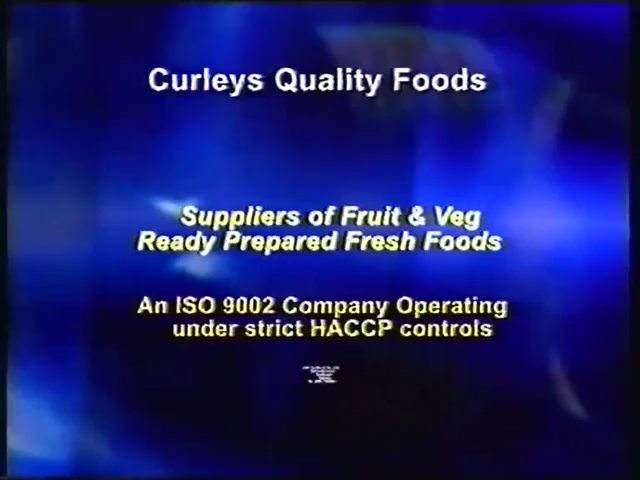 Curleys Quality Foods
Suppliers of Fruit & Veg
Ready Prepared Fresh Foods
An ISO 9002 Company Operating
under strict HACCP controls